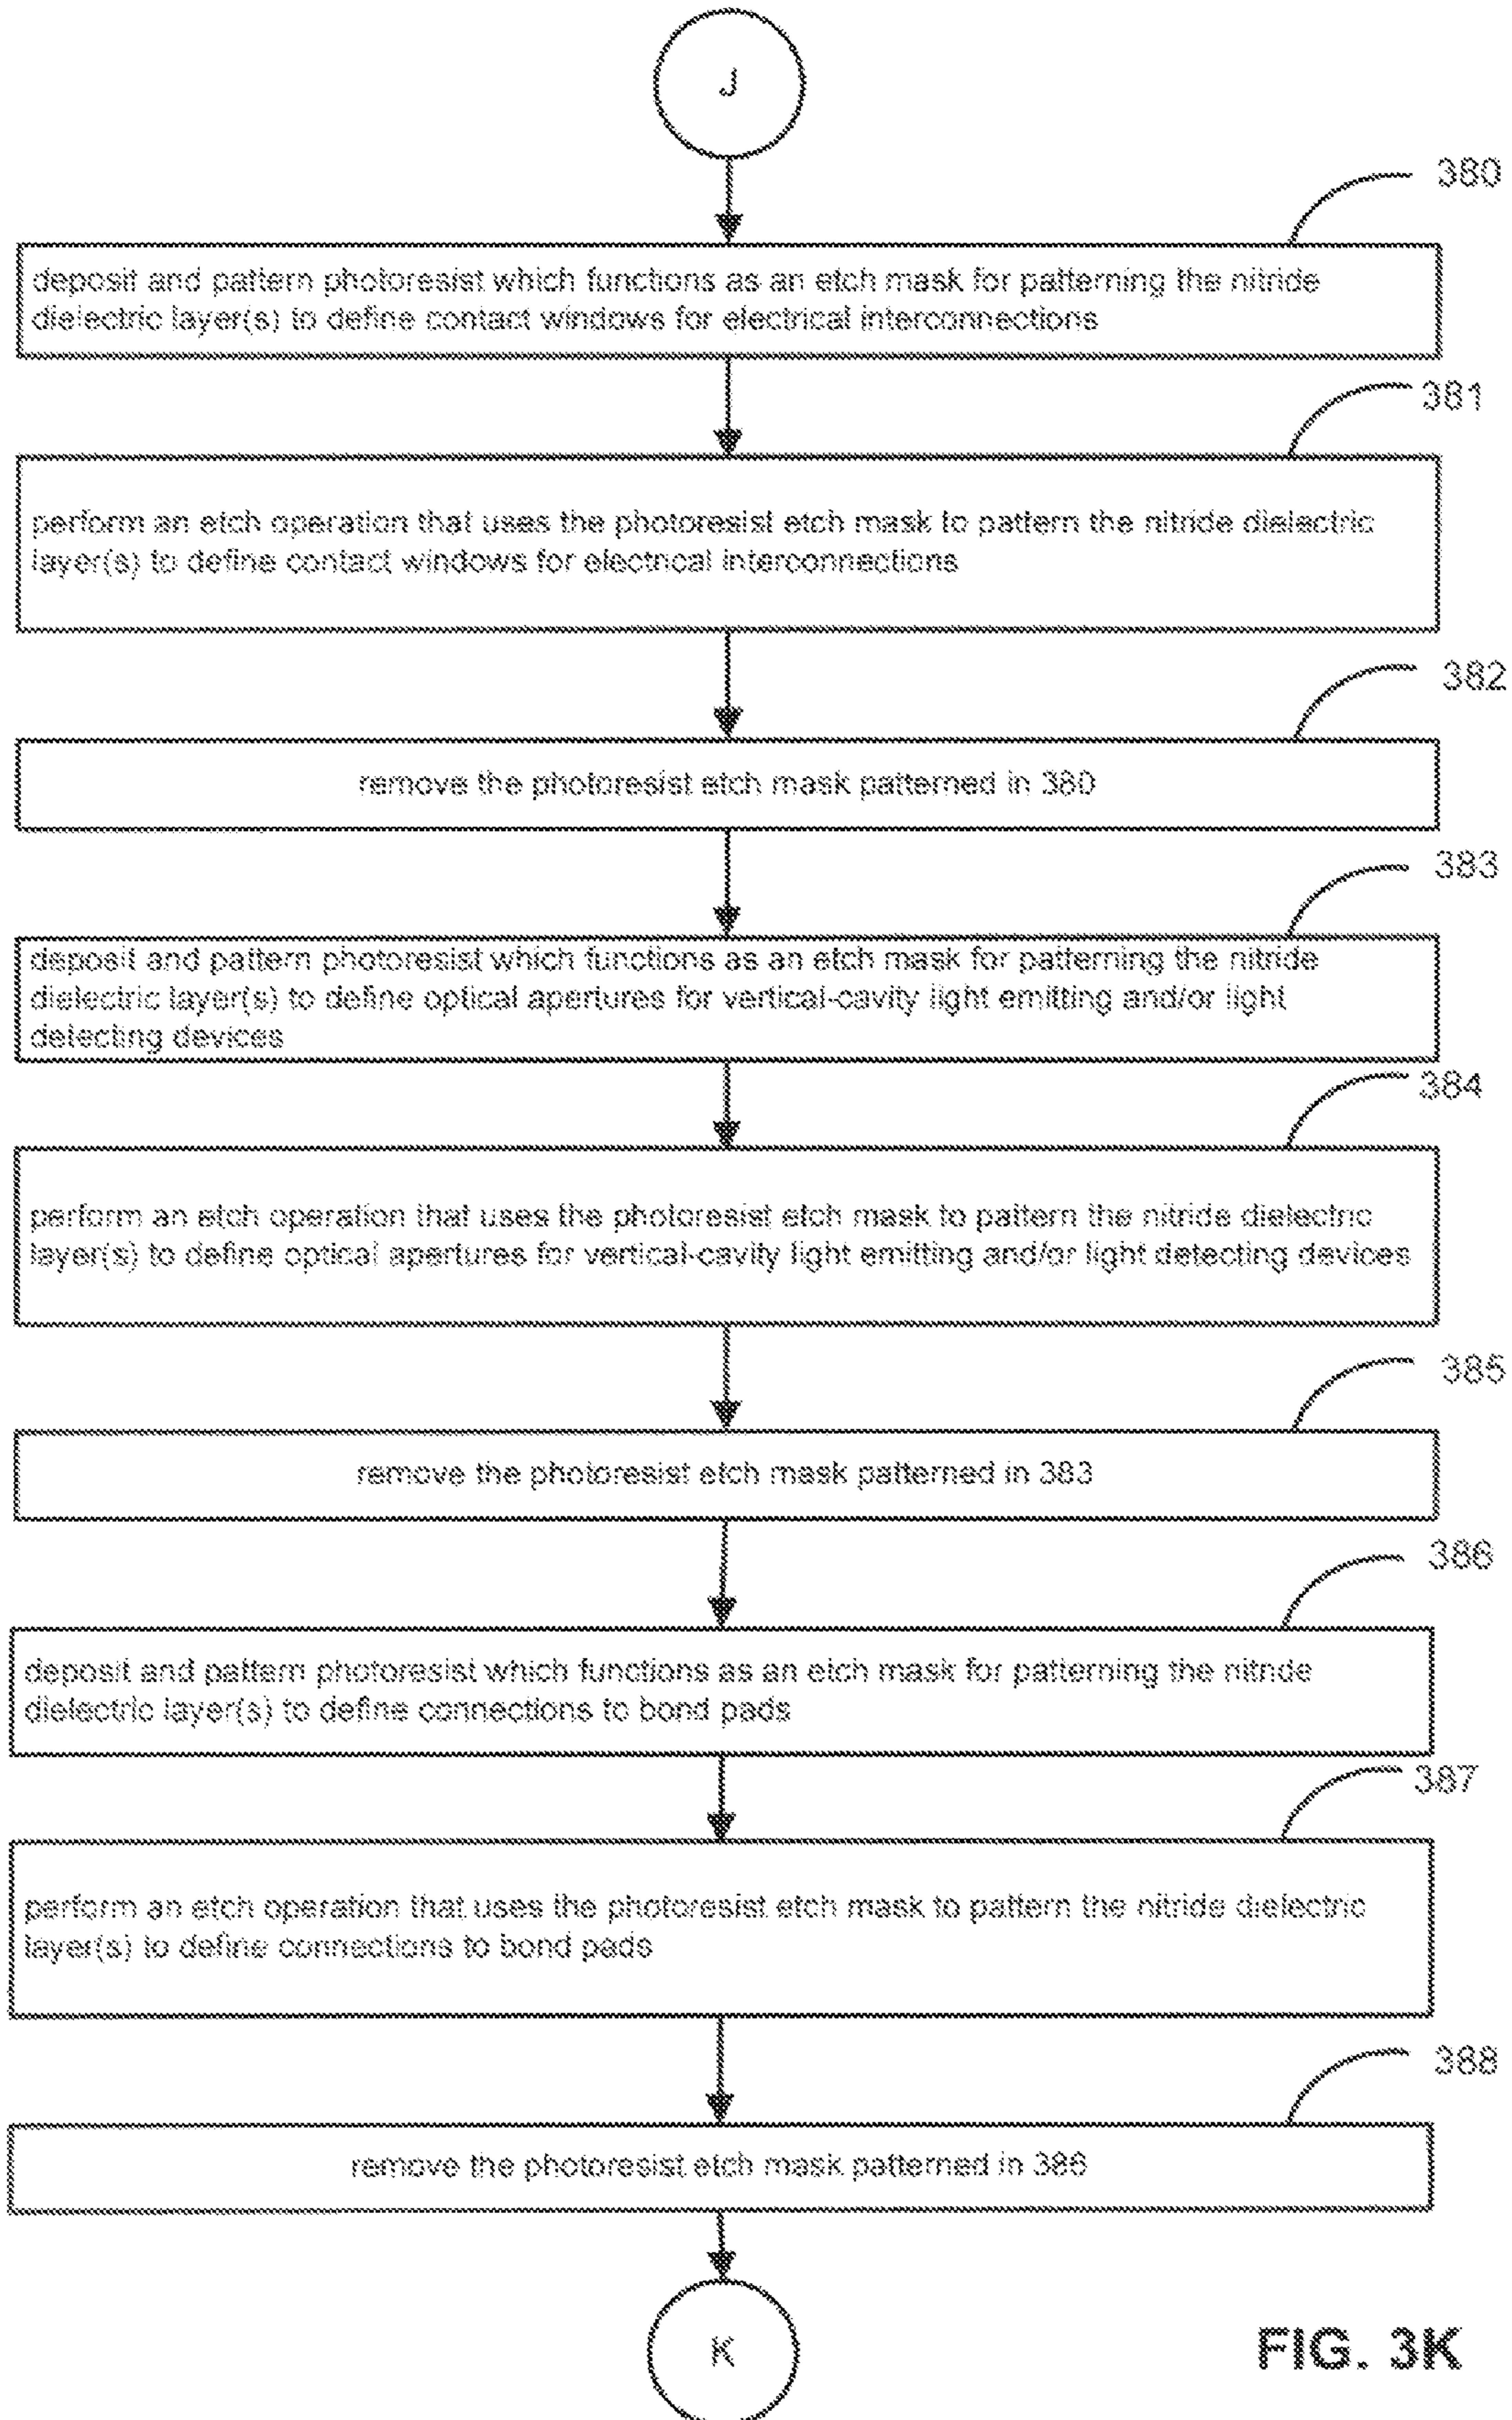 J
380
deposit and pattern photoresist which functions as an etch mask for patterning the nitride
dielectric layer(s) to define contact windows for electrical interconnections
381
perform an etch operation that uses the photoresist etch mask to pattern the nitride dielectric
layer(s) to define contact windows for electrical interconnections
382
remove the photoresist etch mask patterned in 380
383
deposit and pattern photoresist which functions as an etch mask for patterning the nitride
dielectric layer(s) to define optical apertures for vertical-cavity light emitting and/or light
detecting devices
384
perform an etch operation that uses the photoresist etch mask to pattern the nitride dielectric
layer(s) to define optical apertures for vertical-cavity light emitting and/or light detecting devices
385
remove the photoresist etch mask patterned in 383
386
deposit and pattern photoresist which functions as an etch mask for patterning the nitride
dielectric layer(s) to define connections to bond pads
387
perform an etch operation that uses the photoresist etch mask to pattern the nitride dielectric
layer(s) to define connections to bond pads
388
remove the photoresist etch mask patterned in 386
K
FIG. 3K